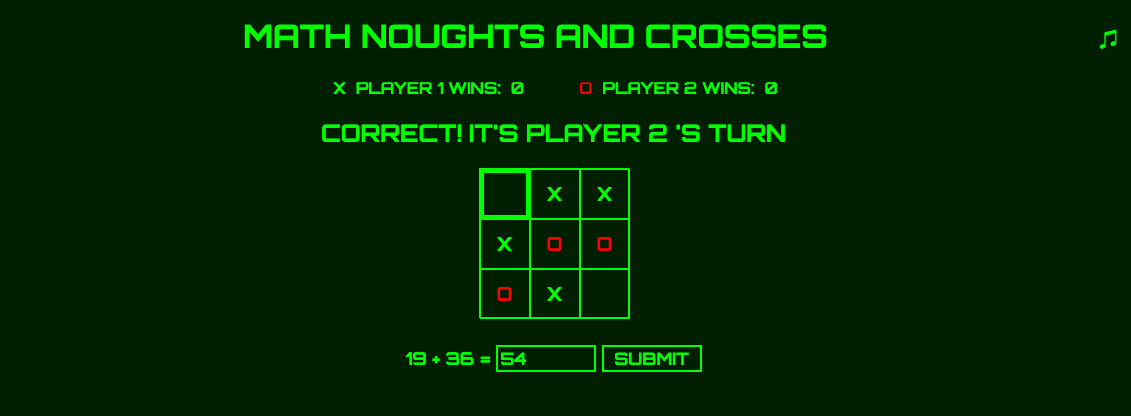 MATH NOUGHTS AND CROSSES
X PLAYER 1 WINS: 0 O PLAYER 2 WINS: 0
CORRECT! IT'S PLAYER 2 'S TURN
X X
X O O
O X
19 + 36 = 54 SUBMIT